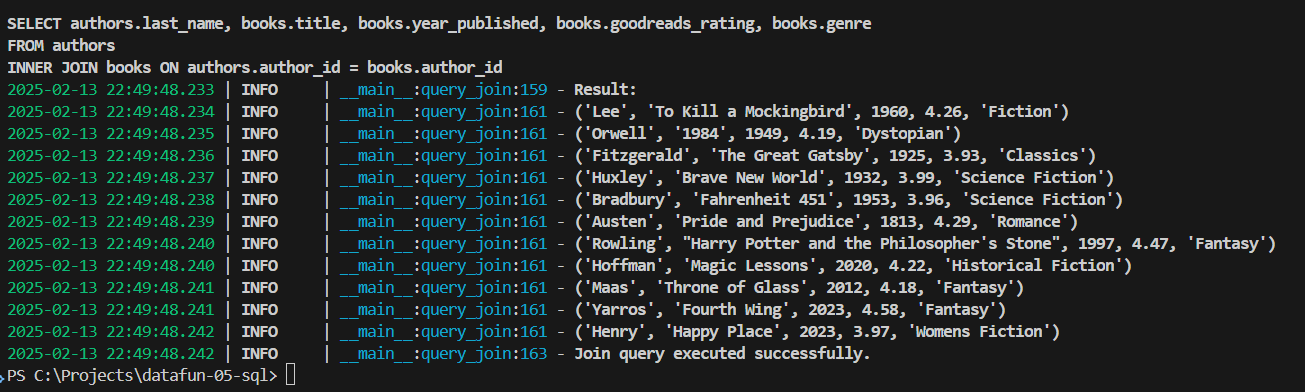 SELECT authors.last_name, books.title, books.year_published, books.goodreads_rating, books.genre
FROM authors
INNER JOIN books ON authors.author_id = books.author_id
2025-02-13 22:49:48.233 | INFO     | __main__:query_join:159 - Result:
2025-02-13 22:49:48.234 | INFO     | __main__:query_join:161 - ('Lee', 'To Kill a Mockingbird', 1960, 4.26, 'Fiction')
2025-02-13 22:49:48.235 | INFO     | __main__:query_join:161 - ('Orwell', '1984', 1949, 4.19, 'Dystopian')
2025-02-13 22:49:48.236 | INFO     | __main__:query_join:161 - ('Fitzgerald', 'The Great Gatsby', 1925, 3.93, 'Classics')
2025-02-13 22:49:48.237 | INFO     | __main__:query_join:161 - ('Huxley', 'Brave New World', 1932, 3.99, 'Science Fiction')
2025-02-13 22:49:48.238 | INFO     | __main__:query_join:161 - ('Bradbury', 'Fahrenheit 451', 1953, 3.96, 'Science Fiction')
2025-02-13 22:49:48.239 | INFO     | __main__:query_join:161 - ('Austen', 'Pride and Prejudice', 1813, 4.29, 'Romance')
2025-02-13 22:49:48.240 | INFO     | __main__:query_join:161 - ('Rowling', "Harry Potter and the Philosopher's Stone", 1997, 4.47, 'Fantasy')
2025-02-13 22:49:48.240 | INFO     | __main__:query_join:161 - ('Hoffman', 'Magic Lessons', 2020, 4.22, 'Historical Fiction')
2025-02-13 22:49:48.241 | INFO     | __main__:query_join:161 - ('Maas', 'Throne of Glass', 2012, 4.18, 'Fantasy')
2025-02-13 22:49:48.241 | INFO     | __main__:query_join:161 - ('Yarros', 'Fourth Wing', 2023, 4.58, 'Fantasy')
2025-02-13 22:49:48.242 | INFO     | __main__:query_join:161 - ('Henry', 'Happy Place', 2023, 3.97, 'Womens Fiction')
2025-02-13 22:49:48.242 | INFO     | __main__:query_join:163 - Join query executed successfully.
PS C:\Projects\datafun-05-sql>